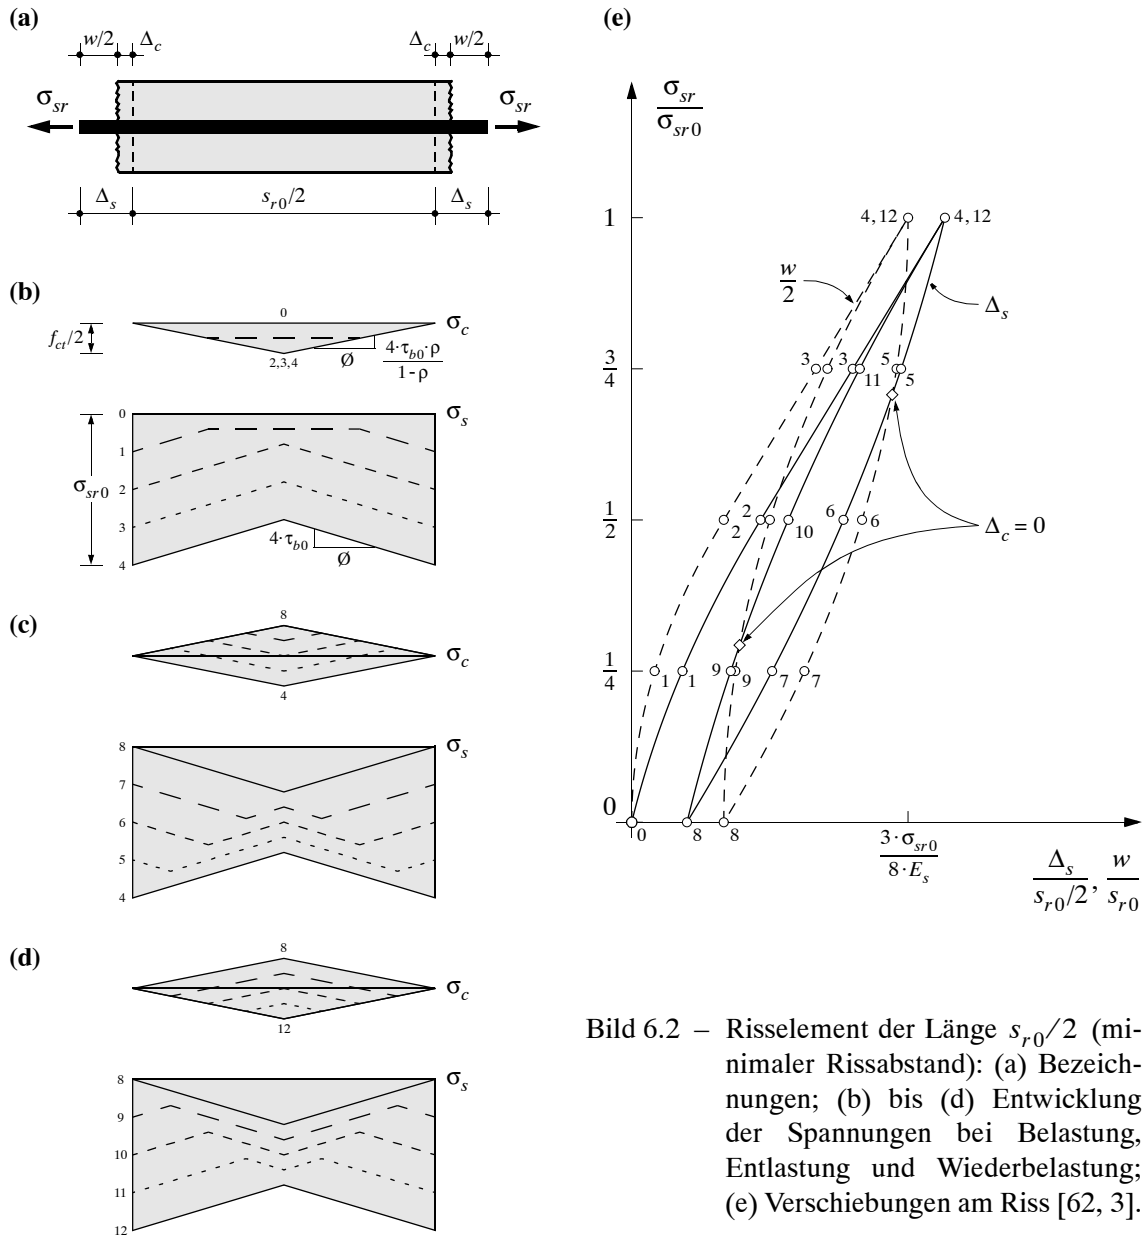 (a)
w/2 Δc Δc w/2
σsr σsr
Δs sr0/2 Δs
(b)
0
fct/2
σc
2,3,4
Ø
4·τb0·ρ
1-ρ
0
σs
1
σsr0
2
3
4·τb0
Ø
4
(c)
8
σc
4
8
σs
7
6
5
4
(d)
8
σc
12
8
σs
9
10
11
12
(e)
σsr
σsr0
1
4,12 4,12
w
2
Δs
3
4
3 3 11 5 5
1
2
2 2 10 6 6
Δc = 0
1
4
1 1 9 9 7 7
0
0 8 8
3·σsr0
8·Es
Δs
sr0/2
,
w
sr0
Bild 6.2 – Risselement der Länge sr0/2 (mi-
nimaler Rissabstand): (a) Bezeich-
nungen; (b) bis (d) Entwicklung
der Spannungen bei Belastung,
Entlastung und Wiederbelastung;
(e) Verschiebungen am Riss [62, 3].